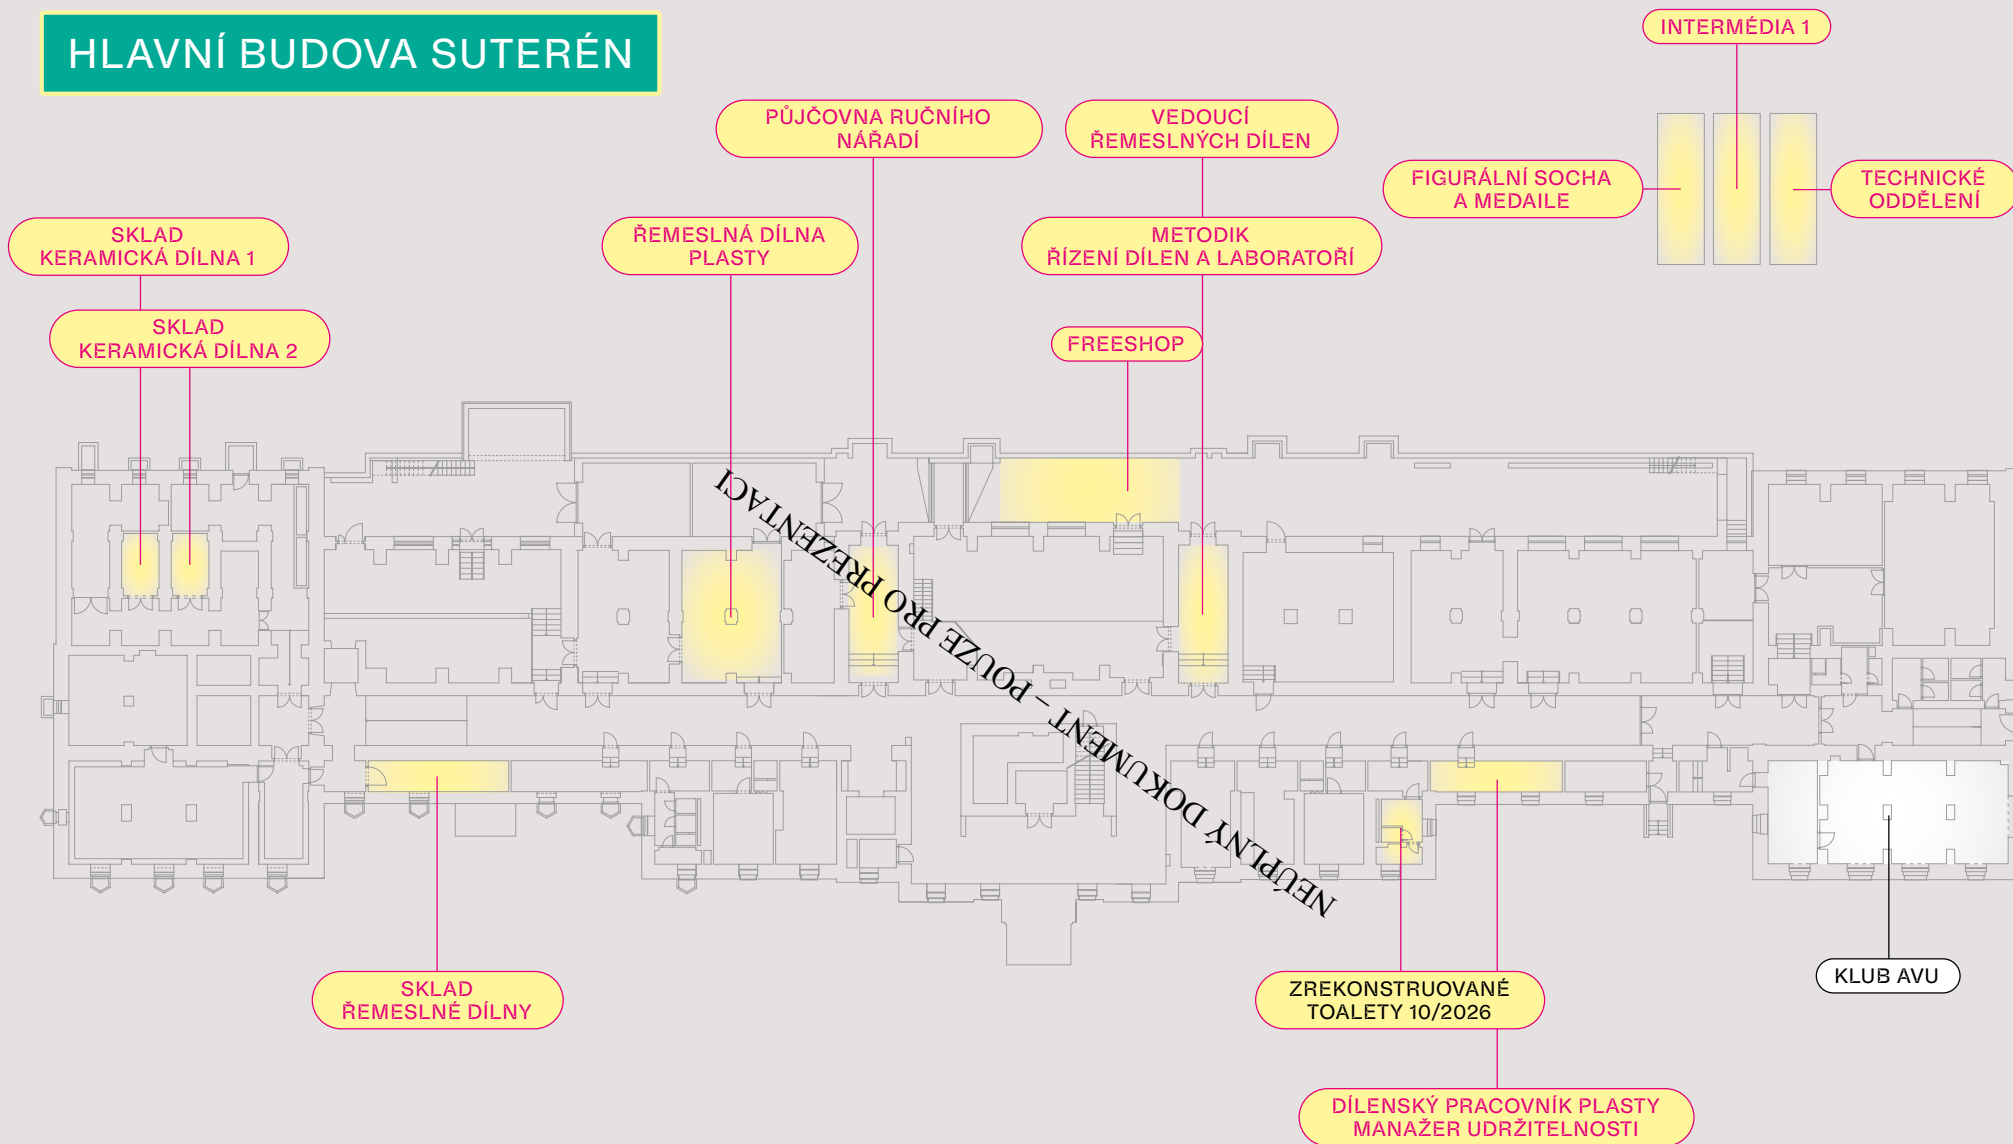 HLAVNÍ BUDOVA SUTERÉN
INTERMÉDIA 1
PŮJČOVNA RUČNÍHO
NÁŘADÍ
VEDOUCÍ
ŘEMESLNÝCH DÍLEN
FIGURÁLNÍ SOCHA
A MEDAILE
TECHNICKÉ
ODDĚLENÍ
SKLAD
KERAMICKÁ DÍLNA 1
ŘEMESLNÁ DÍLNA
PLASTY
METODIK
ŘÍZENÍ DÍLEN A LABORATOŘÍ
SKLAD
KERAMICKÁ DÍLNA 2
FREESHOP
NEÚPLNÝ DOKUMENT – POUZE PRO PREZENTACI
SKLAD
ŘEMESLNÉ DÍLNY
ZREKONSTRUOVANÉ
TOALETY 10/2026
KLUB AVU
DÍLENSKÝ PRACOVNÍK PLASTY
MANAŽER UDRŽITELNOSTI